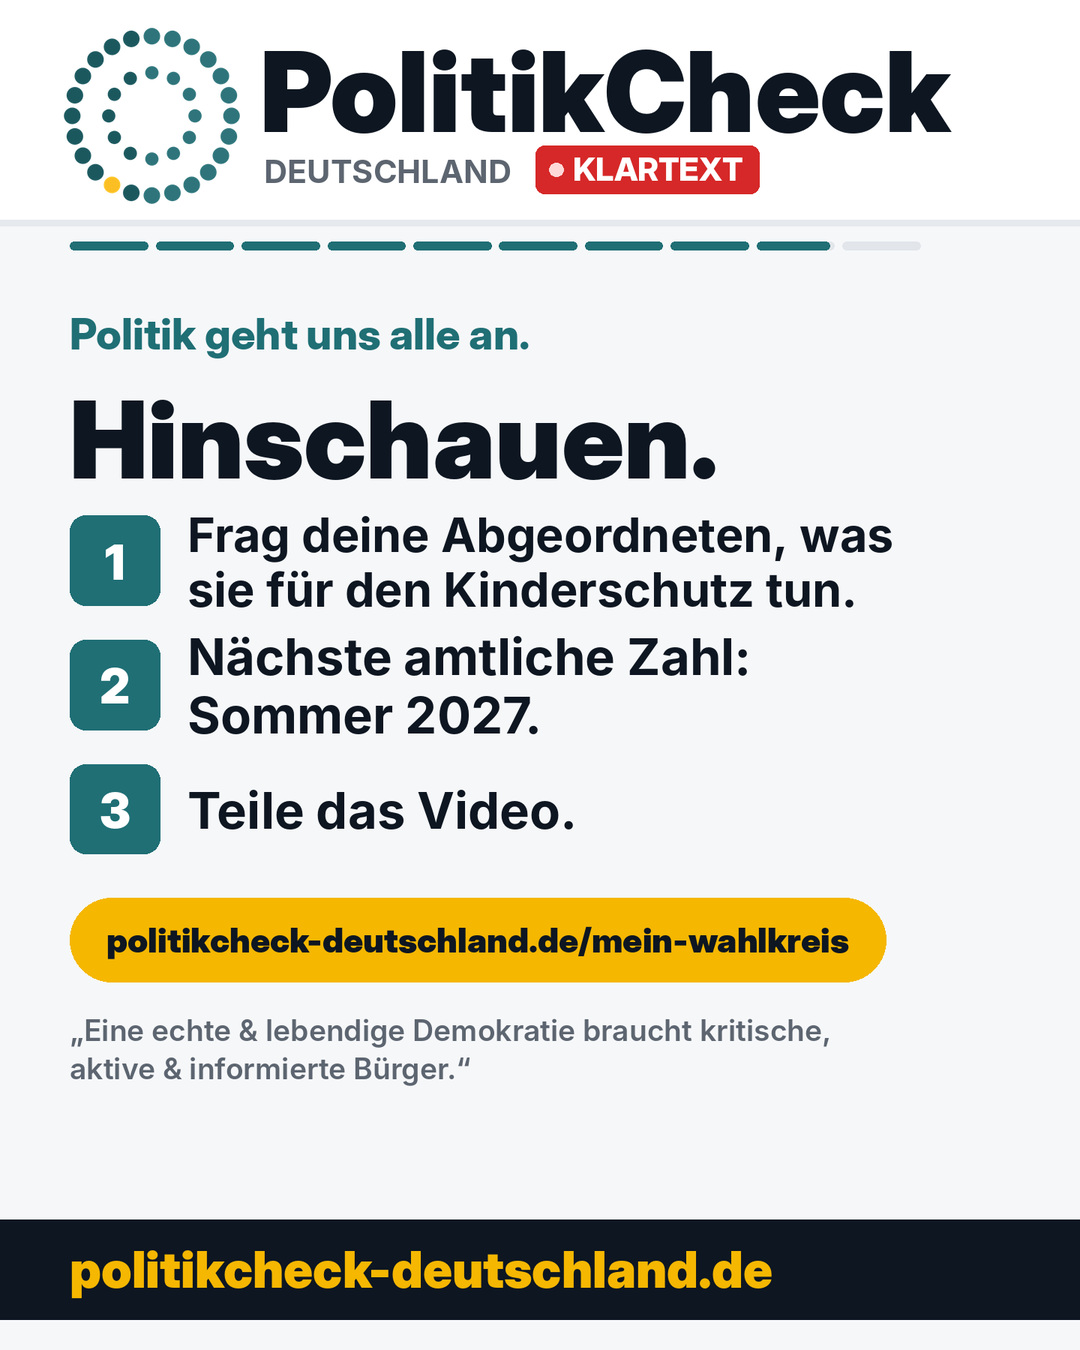 PolitikCheck
DEUTSCHLAND KLARTEXT
Politik geht uns alle an.
Hinschauen.
1 Frag deine Abgeordneten, was
sie für den Kinderschutz tun.
2 Nächste amtliche Zahl:
Sommer 2027.
3 Teile das Video.
politikcheck-deutschland.de/mein-wahlkreis
„Eine echte & lebendige Demokratie braucht kritische,
aktive & informierte Bürger.“
politikcheck-deutschland.de